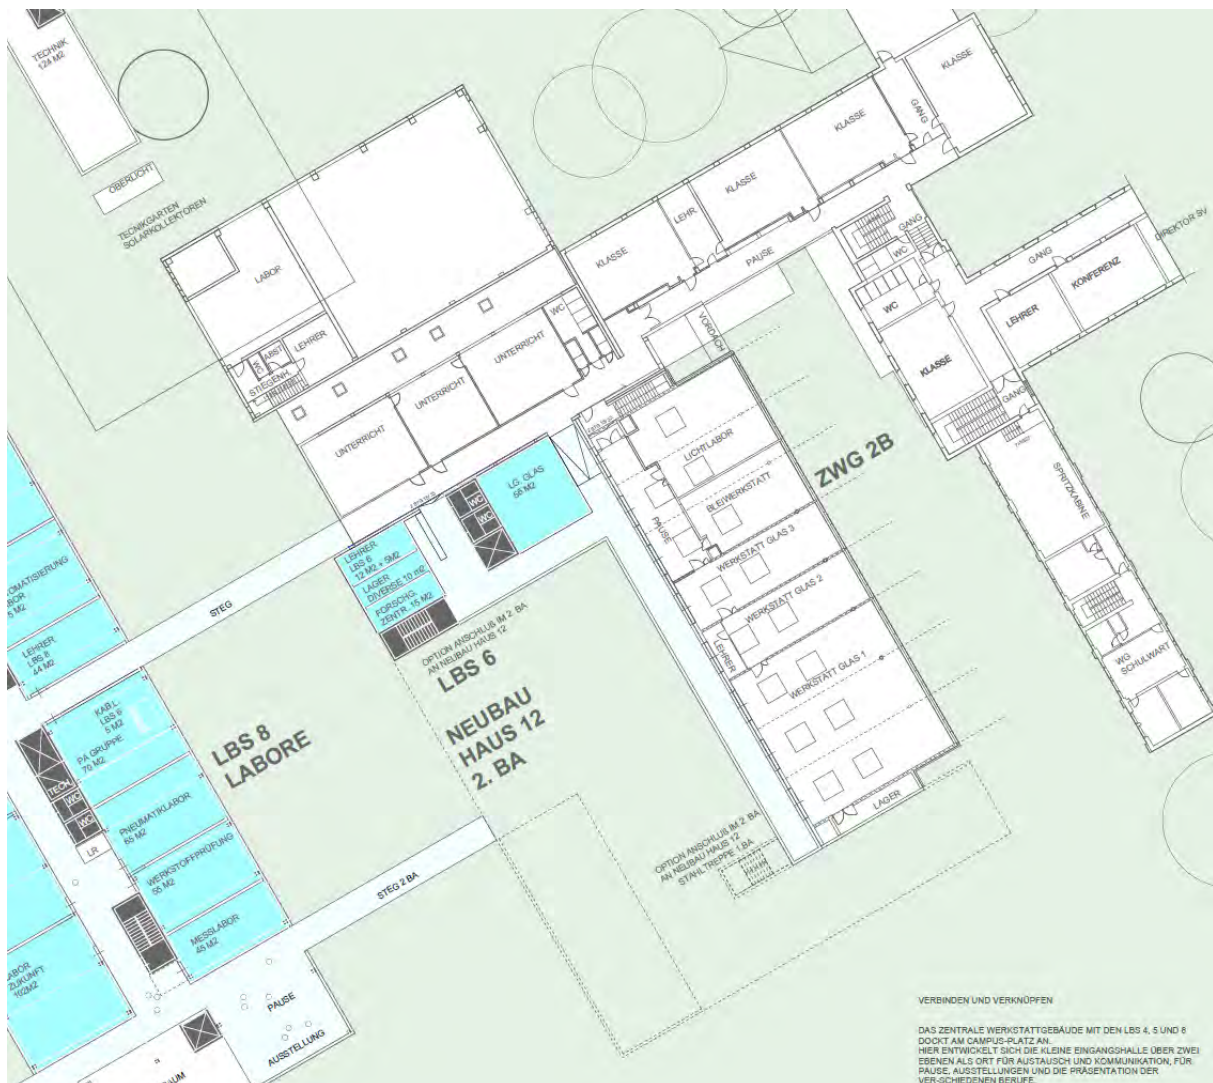 TECHNIK
124 M2
OBERLICHT
TECNIKGARTEN
SOLARKOLLEKTOREN
LABOR
LEHRER
ABST.
WC
STIEGENH.
UNTERRICHT
UNTERRICHT
UNTERRICHT
WC
KLASSE
LEHR.
KLASSE
KLASSE
GANG
KLASSE
PAUSE
VORDACH
GANG
WC
WC
KLASSE
GANG
DIREKTOR BV
KONFERENZ
LEHRER
GANG
SPRITZKABINE
WG
SCHULWART
ZWG 2B
LICHTLABOR
BLEIWERKSTATT
PAUSE
WERKSTATT GLAS 3
WERKSTATT GLAS 2
LEHRER
WERKSTATT GLAS 1
LAGER
LG. GLAS
WC
WC
LEHRER
LBS 6
12 M2 + 5M2
LAGER
DIVERSE 10 m2
FORSCHG.
ZENTR. 15 M2
OPTION ANSCHLUß IM 2. BA
AN NEUBAU HAUS 12
LBS 6
NEUBAU
HAUS 12
2. BA
STEG
LEHRER
LBS 8
44 M2
KAB.L.
LBS 6
5 M2
PA GRUPPE
70 M2
TECH.
WC
WC
LR
LBS 8
LABORE
PNEUMATIKLABOR
65 M2
WERKSTOFFPRÜFUNG
55 M2
MESSLABOR
45 M2
ZUKUNFT
102M2
STEG 2 BA
OPTION ANSCHLUß IM 2. BA
AN NEUBAU HAUS 12
STAHLTREPPE 1.BA
PAUSE
AUSSTELLUNG
VERBINDEN UND VERKNÜPFEN
DAS ZENTRALE WERKSTATTGEBÄUDE MIT DEN LBS 4, 5 UND 6
DOCKT AM CAMPUS-PLATZ AN.
HIER ENTWICKELT SICH DIE KLEINE EINGANGSHALLE ÜBER ZWEI
EBENEN ALS ORT FÜR AUSTAUSCH UND KOMMUNIKATION, FÜR
PAUSE, AUSSTELLUNGEN UND DIE PRÄSENTATION DER
VER-SCHIEDENEN BERUFE.